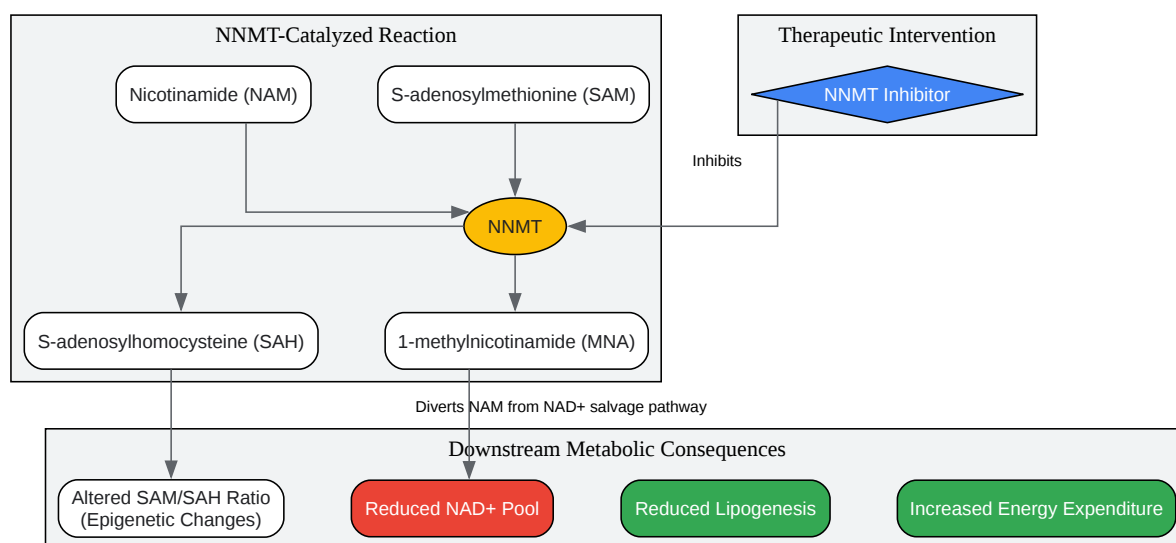 NNMT-Catalyzed Reaction
Therapeutic Intervention
Nicotinamide (NAM)
S-adenosylmethionine (SAM)
NNMT Inhibitor
Inhibits
NNMT
S-adenosylhomocysteine (SAH)
1-methylnicotinamide (MNA)
Diverts NAM from NAD+ salvage pathway
Downstream Metabolic Consequences
Altered SAM/SAH Ratio
(Epigenetic Changes)
Reduced NAD+ Pool
Reduced Lipogenesis
Increased Energy Expenditure